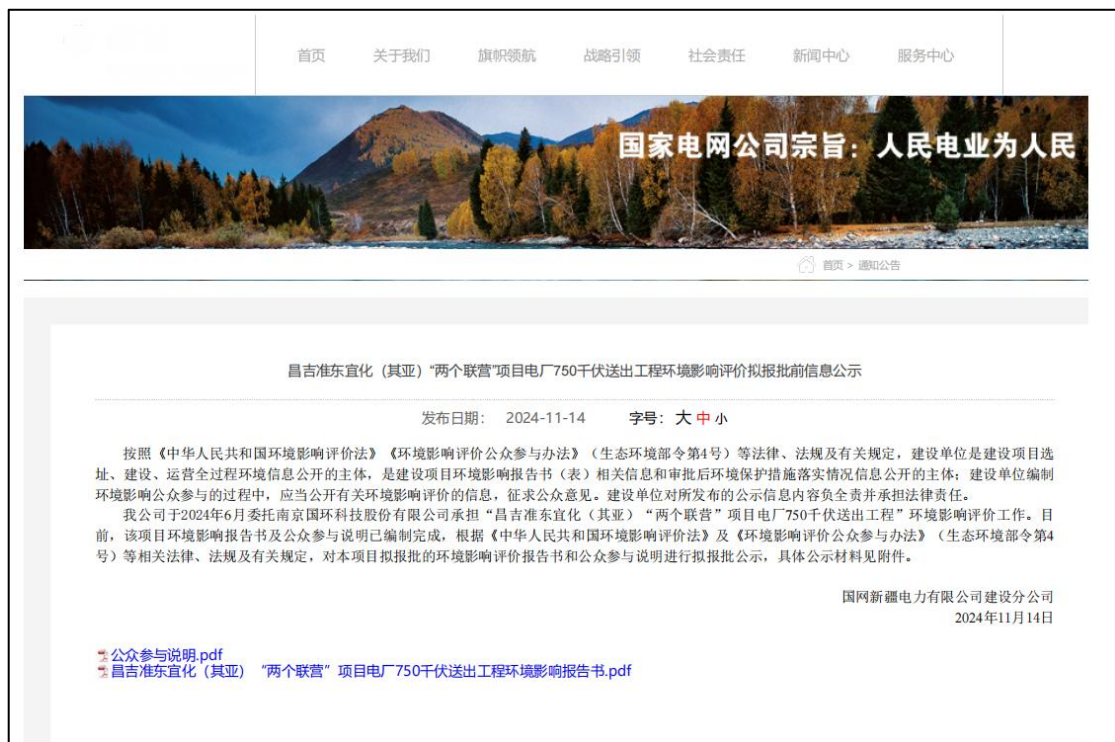 首页 关于我们 旗帜领航 战略引领 社会责任 新闻中心 服务中心
国家电网公司宗旨：人民电业为人民
首页 > 通知公告
昌吉准东宜化（其亚）“两个联营”项目电厂750千伏送出工程环境影响评价拟报批前信息公示
发布日期： 2024-11-14 字号： 大 中 小
按照《中华人民共和国环境影响评价法》《环境影响评价公众参与办法》（生态环境部令第4号）等法律、法规及有关规定，建设单位是建设项目选
址、建设、运营全过程环境信息公开的主体，是建设项目环境影响报告书（表）相关信息和审批后环境保护措施落实情况信息公开的主体；建设单位编制
环境影响公众参与的过程中，应当公开有关环境影响评价的信息，征求公众意见。建设单位对所发布的公示信息内容负全责并承担法律责任。
我公司于2024年6月委托南京国环科技股份有限公司承担“昌吉准东宜化（其亚）“两个联营”项目电厂750千伏送出工程”环境影响评价工作。目
前，该项目环境影响报告书及公众参与说明已编制完成，根据《中华人民共和国环境影响评价法》及《环境影响评价公众参与办法》（生态环境部令第4
号）等相关法律、法规及有关规定，对本项目拟报批的环境影响评价报告书和公众参与说明进行拟报批公示，具体公示材料见附件。
国网新疆电力有限公司建设分公司
2024年11月14日
公众参与说明.pdf
昌吉准东宜化（其亚）“两个联营”项目电厂750千伏送出工程环境影响报告书.pdf